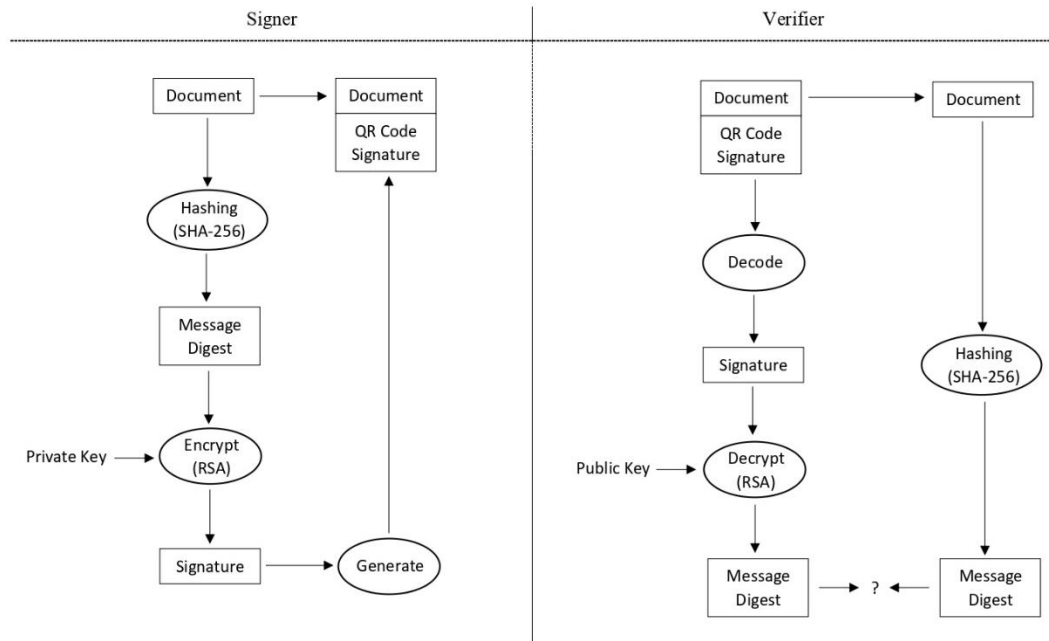 Signer
Document
Document
QR Code
Signature
Hashing
(SHA-256)
Message
Digest
Private Key
Encrypt
(RSA)
Signature
Generate
Verifier
Document
Document
QR Code
Signature
Decode
Signature
Hashing
(SHA-256)
Public Key
Decrypt
(RSA)
Message
Digest
?
Message
Digest